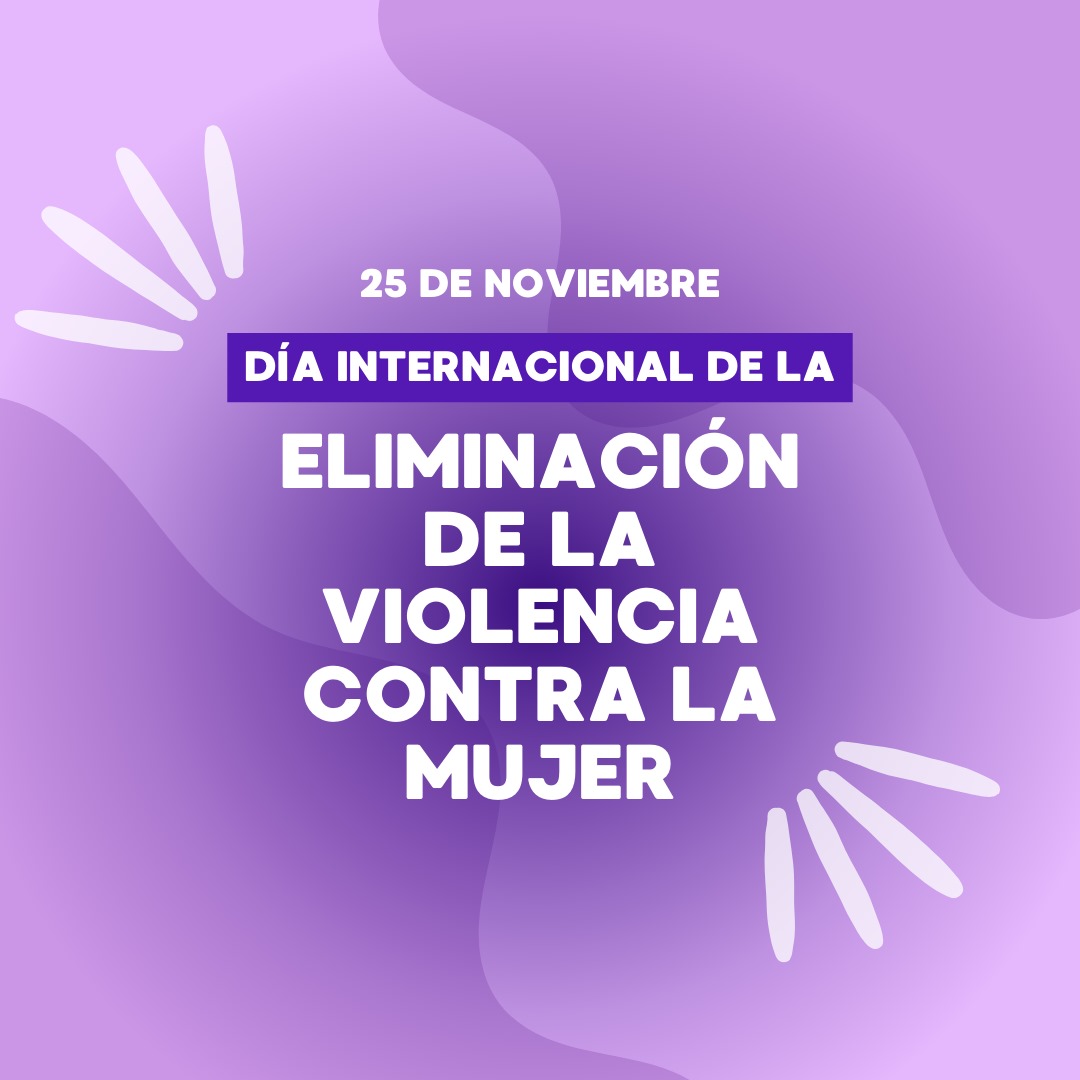 25 DE NOVIEMBRE
DÍA INTERNACIONAL DE LA
ELIMINACIÓN
DE LA
VIOLENCIA
CONTRA LA
MUJER